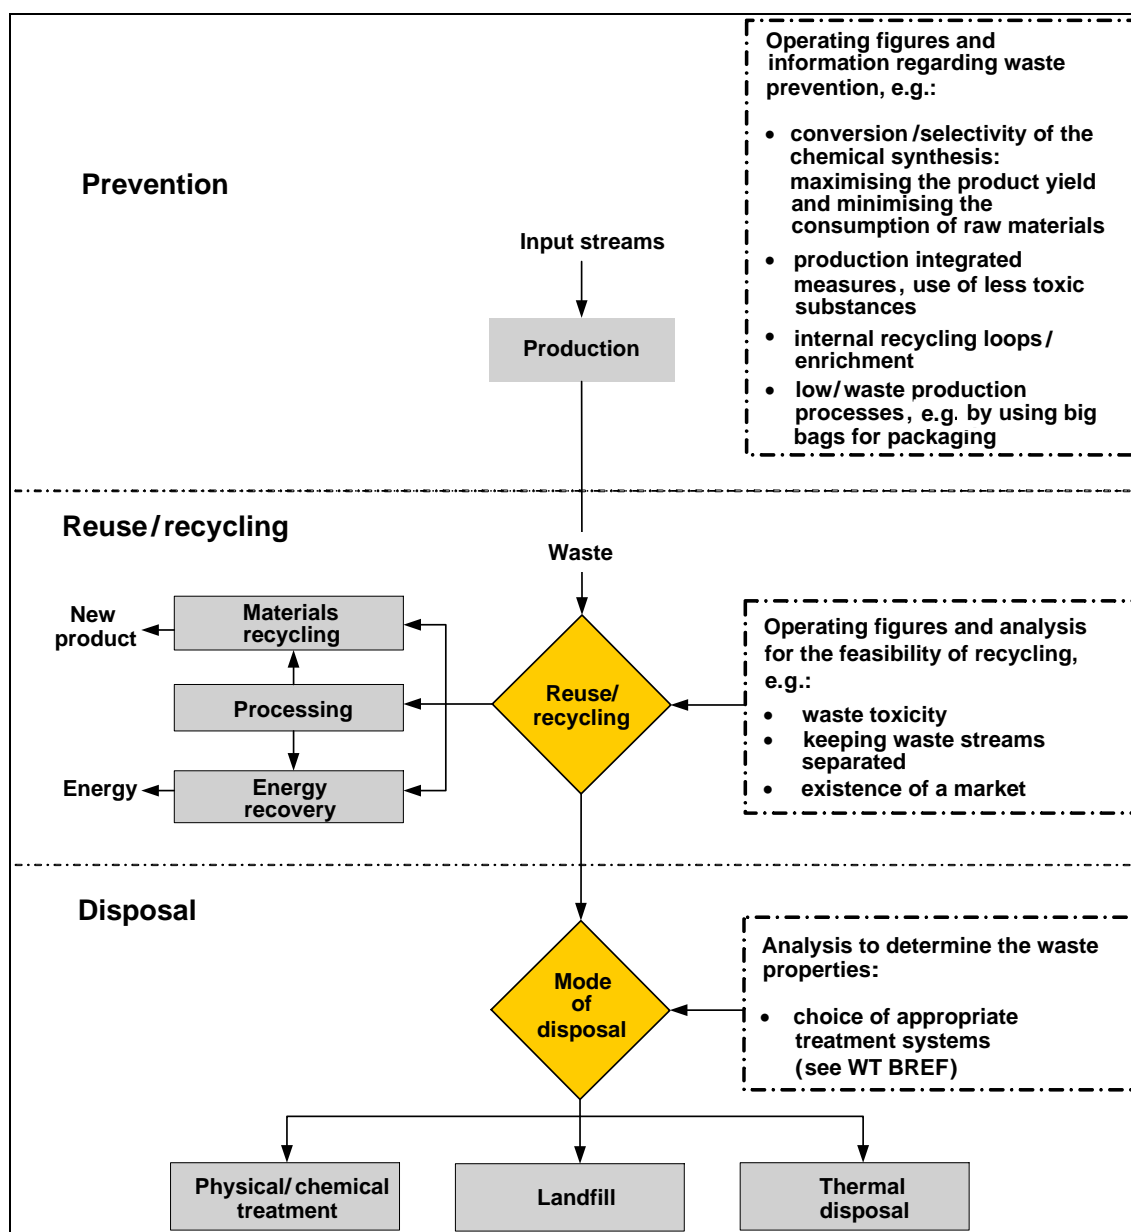 Operating figures and
information regarding waste
prevention, e.g.:
• conversion/selectivity of the
chemical synthesis:
maximising the product yield
and minimising the
consumption of raw materials
• production integrated
measures, use of less toxic
substances
• internal recycling loops/
enrichment
• low/waste production
processes, e.g. by using big
bags for packaging
Prevention
Input streams
Production
Reuse/recycling
Waste
New
product
Materials
recycling
Processing
Energy
Energy
recovery
Reuse/
recycling
Operating figures and analysis
for the feasibility of recycling,
e.g.:
• waste toxicity
• keeping waste streams
separated
• existence of a market
Disposal
Mode
of
disposal
Analysis to determine the waste
properties:
• choice of appropriate
treatment systems
(see WT BREF)
Physical/chemical
treatment
Landfill
Thermal
disposal